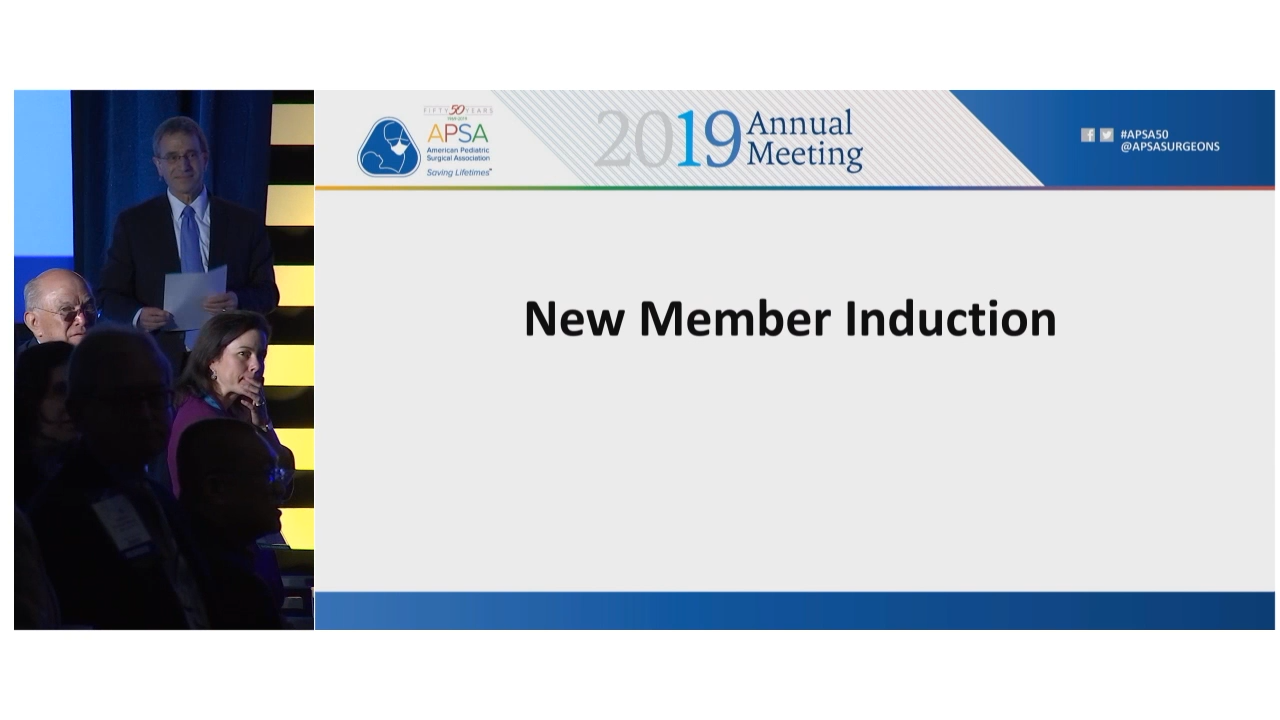 FIFTY 50 YEARS
APSA
American Pediatric
Surgical Association
Saving Lifetimes
2019 Annual
Meeting
#APSA50
@APSASURGEONS
New Member Induction